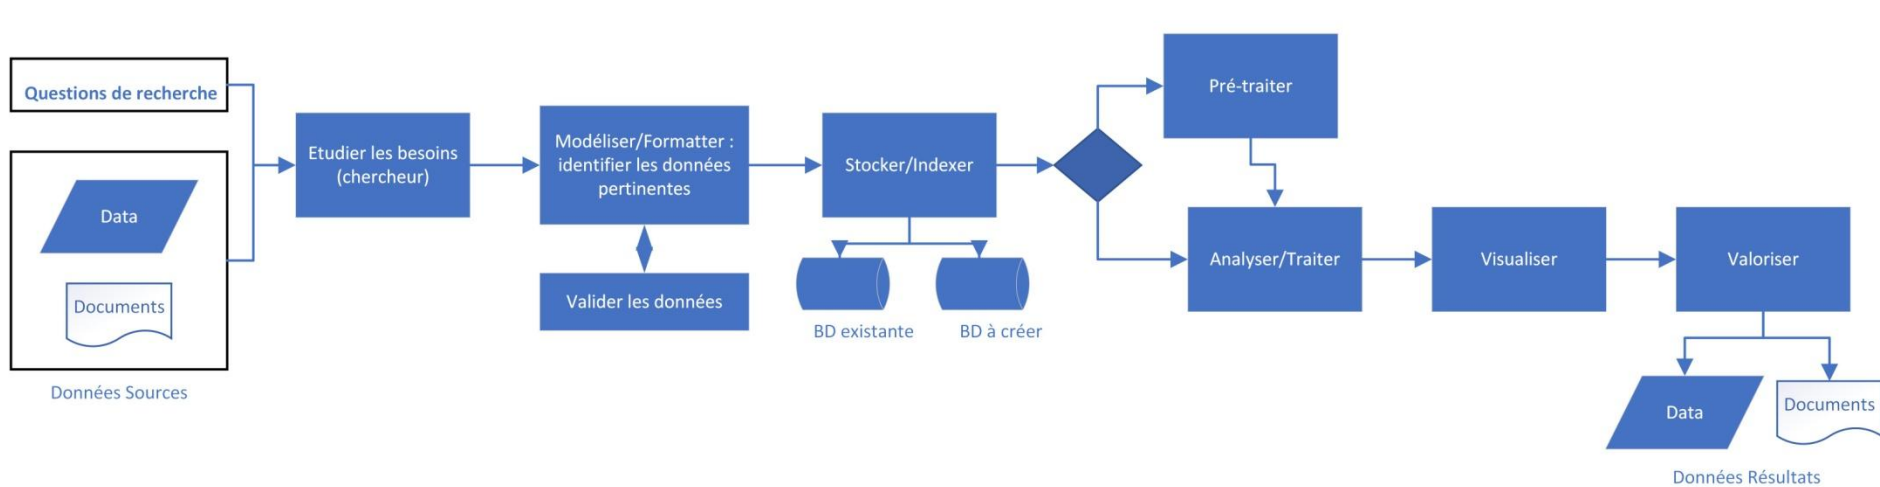 Questions de recherche
Data
Documents
Données Sources
Etudier les besoins
(chercheur)
Modéliser/Formatter :
identifier les données
pertinentes
Valider les données
Stocker/Indexer
BD existante
BD à créer
Pré-traiter
Analyser/Traiter
Visualiser
Valoriser
Data
Documents
Données Résultats